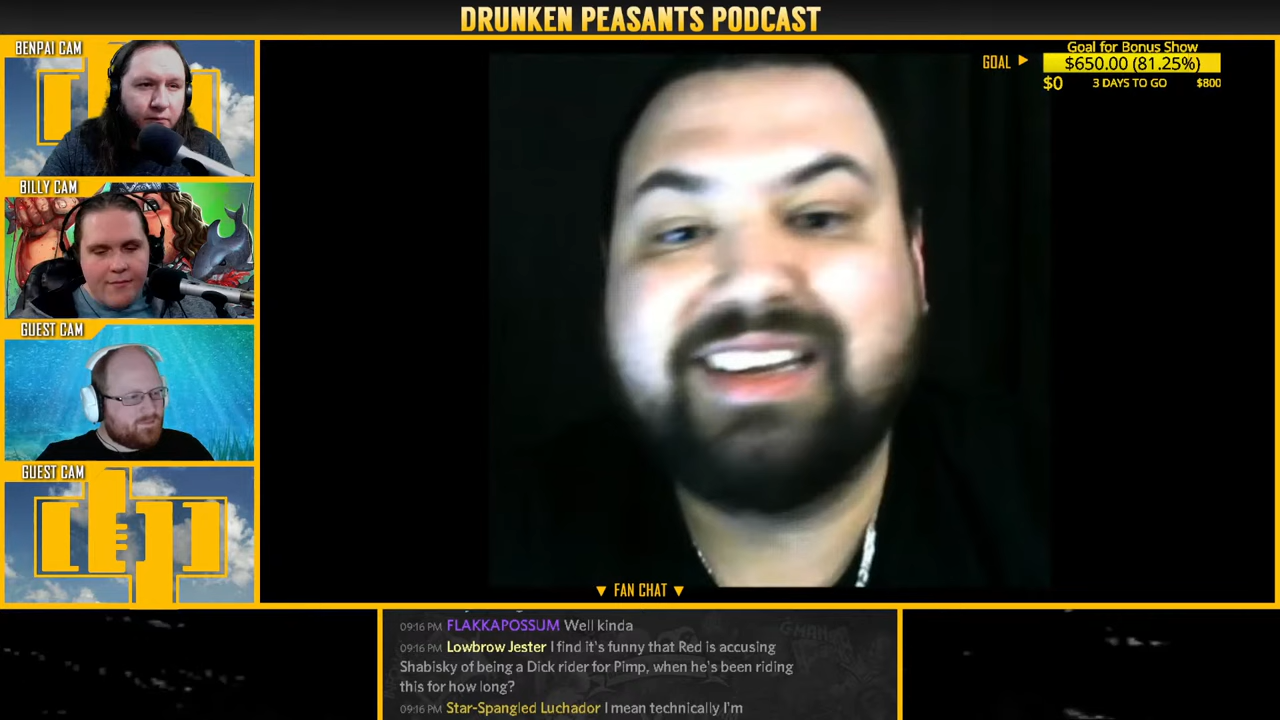 DRUNKEN PEASANTS PODCAST
BENPAI CAM
BILLY CAM
GUEST CAM
GUEST CAM
GOAL ▶
Goal for Bonus Show
$650.00 (81.25%)
$0 3 DAYS TO GO $800
▼ FAN CHAT ▼
09:16 PM FLAKKAPOSSUM Well kinda
09:16 PM Lowbrow Jester I find it's funny that Red is accusing
Shabisky of being a Dick rider for Pimp, when he's been riding
this for how long?
09:16 PM Star-Spangled Luchador I mean technically I'm